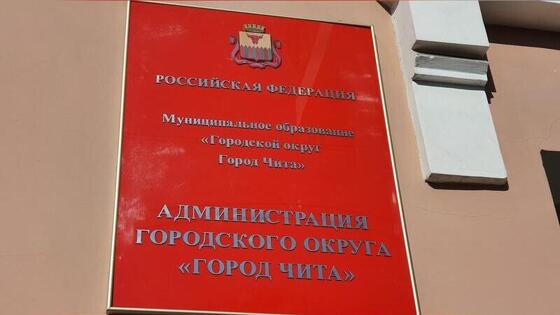 РОССИЙСКАЯ ФЕДЕРАЦИЯ
Муниципальное образование
«Городской округ
Город Чита»
АДМИНИСТРАЦИЯ
ГОРОДСКОГО ОКРУГА
«ГОРОД ЧИТА»